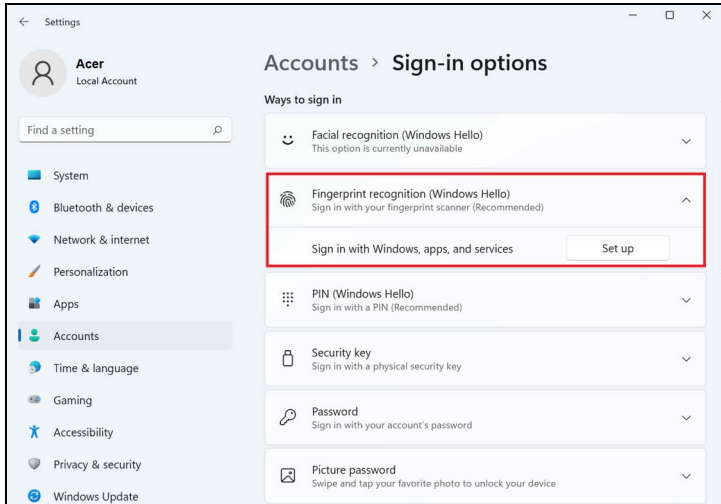 Settings
Acer
Local Account
Find a setting
System
Bluetooth & devices
Network & internet
Personalization
Apps
Accounts
Time & language
Gaming
Accessibility
Privacy & security
Windows Update
Accounts > Sign-in options
Ways to sign in
Facial recognition (Windows Hello)
This option is currently unavailable
Fingerprint recognition (Windows Hello)
Sign in with your fingerprint scanner (Recommended)
Sign in with Windows, apps, and services Set up
PIN (Windows Hello)
Sign in with a PIN (Recommended)
Security key
Sign in with a physical security key
Password
Sign in with your account's password
Picture password
Swipe and tap your favorite photo to unlock your device